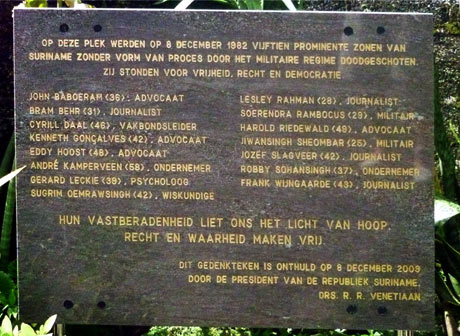 OP DEZE PLEK WERDEN OP 8 DECEMBER 1982 VIJFTIEN PROMINENTE ZONEN VAN
SURINAME ZONDER VORM VAN PROCES DOOR HET MILITAIRE REGIME DOODGESCHOTEN.
ZIJ STONDEN VOOR VRIJHEID, RECHT EN DEMOCRATIE
JOHN BABOERAM (36), ADVOCAAT
BRAM BEHR (31), JOURNALIST
CYRILL DAAL (46), VAKBONDSLEIDER
KENNETH GONÇALVES (42), ADVOCAAT
EDDY HOOST (48), ADVOCAAT
ANDRÉ KAMPERVEEN (58), ONDERNEMER
GERARD LECKIE (39), PSYCHOLOOG
SUGRIM OEMRAWSINGH (42), WISKUNDIGE
LESLEY RAHMAN (28), JOURNALIST
SOERENDRA RAMBOCUS (29), MILITAIR
HAROLD RIEDEWALD (49), ADVOCAAT
JIWANSINGH SHEOMBAR (25), MILITAIR
JOZEF SLAGVEER (42), JOURNALIST
ROBBY SOHANSINGH (37), ONDERNEMER
FRANK WIJNGAARDE (43), JOURNALIST
HUN VASTBERADENHEID LIET ONS HET LICHT VAN HOOP.
RECHT EN WAARHEID MAKEN VRIJ.
DIT GEDENKTEKEN IS ONTHULD OP 8 DECEMBER 2009
DOOR DE PRESIDENT VAN DE REPUBLIEK SURINAME,
DRS. R. R. VENETIAAN